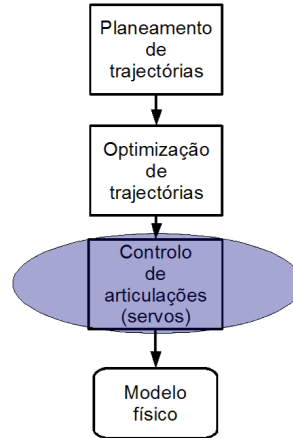 Planeamento
de
trajectórias
Optimização
de
trajectórias
Controlo
de
articulações
(servos)
Modelo
físico